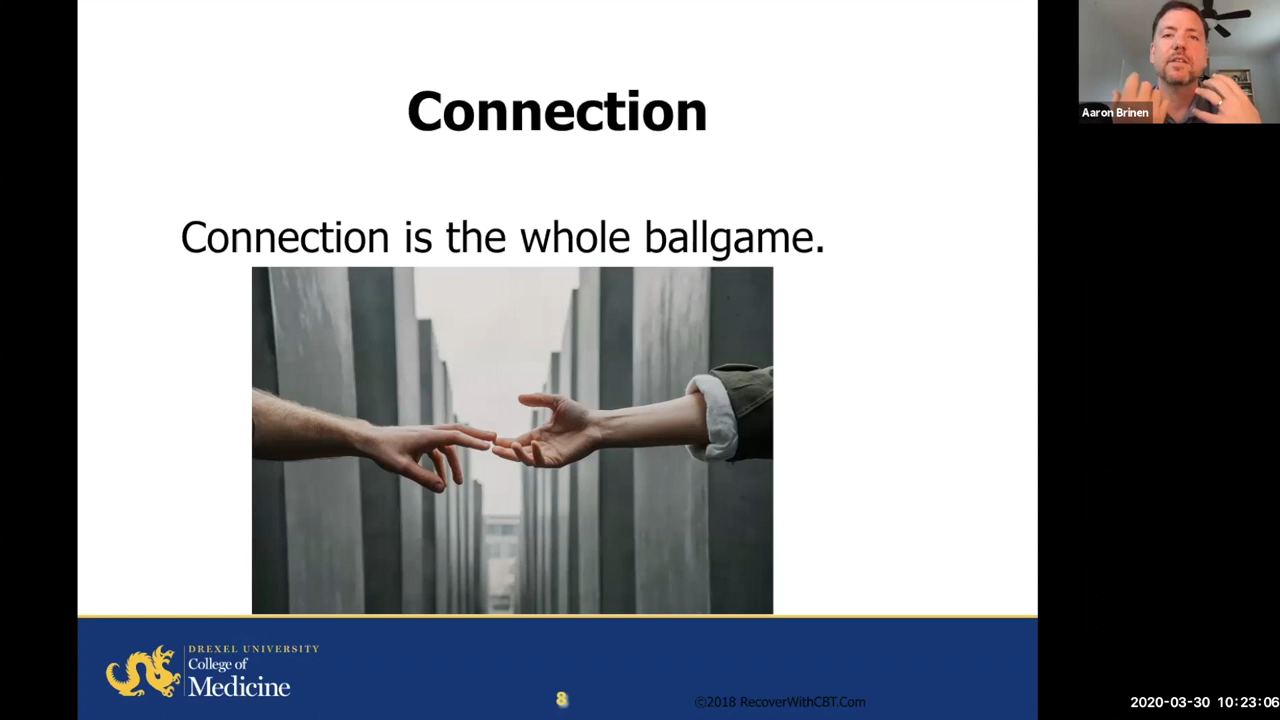 Connection
Aaron Brinen
Connection is the whole ballgame.
DREXEL UNIVERSITY
College of
Medicine
8
©2018 RecoverWithCBT.Com
2020-03-30 10:23:06